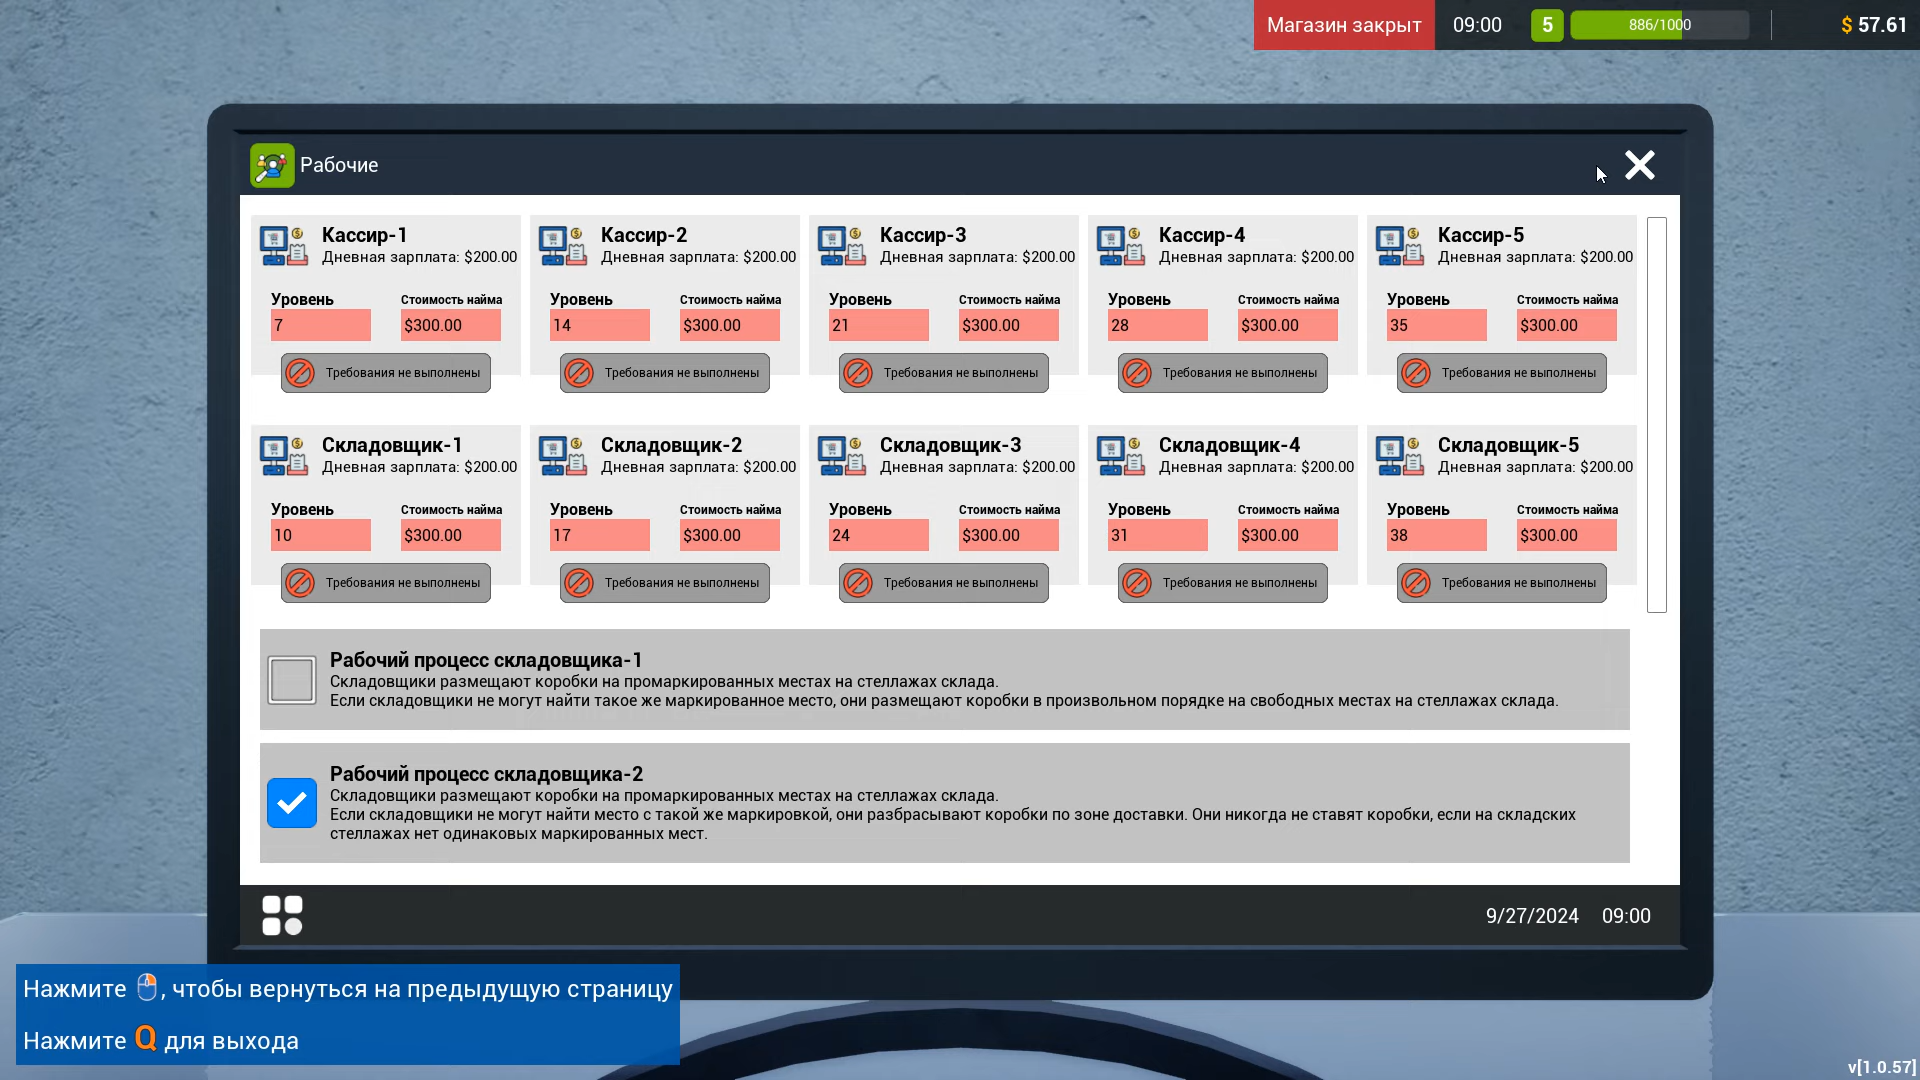 Магазин закрыт 09:00 5 886/1000 $ 57.61
Рабочие
Кассир-1
Дневная зарплата: $200.00
Уровень Стоимость найма
7 $300.00
Требования не выполнены
Кассир-2
Дневная зарплата: $200.00
Уровень Стоимость найма
14 $300.00
Требования не выполнены
Кассир-3
Дневная зарплата: $200.00
Уровень Стоимость найма
21 $300.00
Требования не выполнены
Кассир-4
Дневная зарплата: $200.00
Уровень Стоимость найма
28 $300.00
Требования не выполнены
Кассир-5
Дневная зарплата: $200.00
Уровень Стоимость найма
35 $300.00
Требования не выполнены
Складовщик-1
Дневная зарплата: $200.00
Уровень Стоимость найма
10 $300.00
Требования не выполнены
Складовщик-2
Дневная зарплата: $200.00
Уровень Стоимость найма
17 $300.00
Требования не выполнены
Складовщик-3
Дневная зарплата: $200.00
Уровень Стоимость найма
24 $300.00
Требования не выполнены
Складовщик-4
Дневная зарплата: $200.00
Уровень Стоимость найма
31 $300.00
Требования не выполнены
Складовщик-5
Дневная зарплата: $200.00
Уровень Стоимость найма
38 $300.00
Требования не выполнены
Рабочий процесс складовщика-1
Складовщики размещают коробки на промаркированных местах на стеллажах склада.
Если складовщики не могут найти такое же маркированное место, они размещают коробки в произвольном порядке на свободных местах на стеллажах склада.
Рабочий процесс складовщика-2
Складовщики размещают коробки на промаркированных местах на стеллажах склада.
Если складовщики не могут найти место с такой же маркировкой, они разбрасывают коробки по зоне доставки. Они никогда не ставят коробки, если на складских
стеллажах нет одинаковых маркированных мест.
9/27/2024 09:00
Нажмите , чтобы вернуться на предыдущую страницу
Нажмите Q для выхода
v[1.0.57]